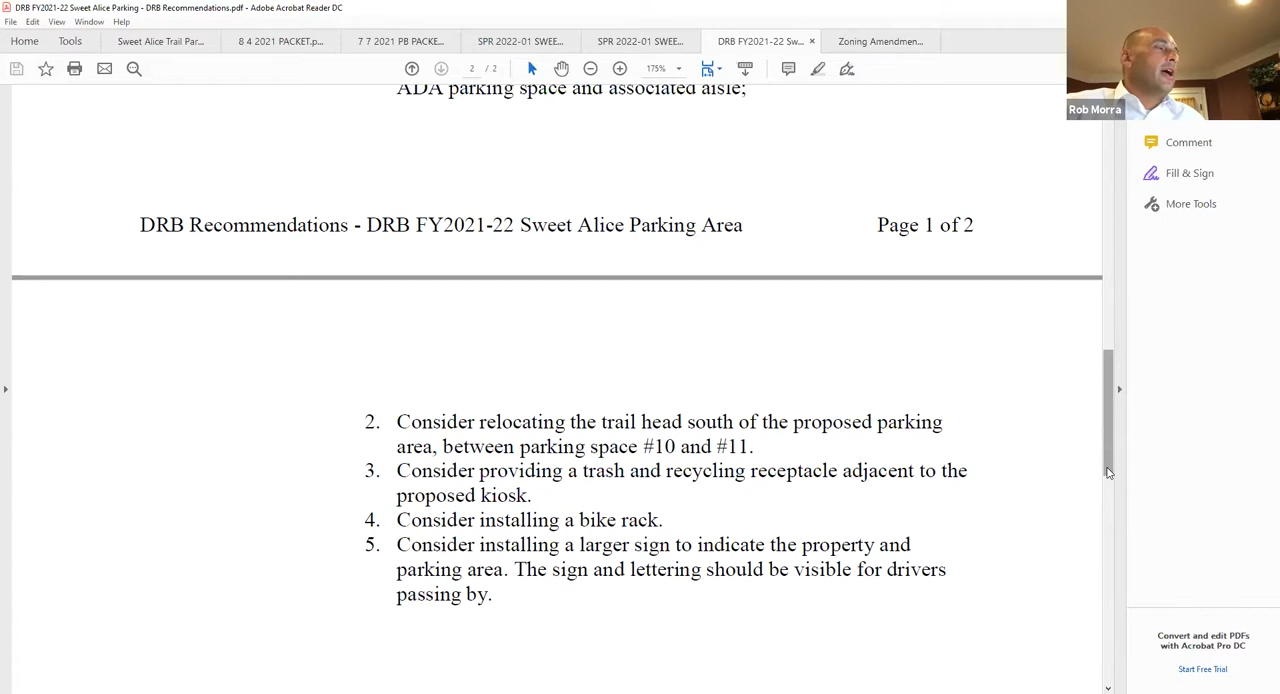 DRB FY2021-22 Sweet Alice Parking - DRB Recommendations.pdf - Adobe Acrobat Reader DC
File Edit View Window Help
Home Tools Sweet Alice Trail Par... 8 4 2021 PACKET.p... 7 7 2021 PB PACKE... SPR 2022-01 SWEE... SPR 2022-01 SWEE... DRB FY2021-22 Sw... × Zoning Amendmen...
2 / 2 175%
Rob Morra
ADA parking space and associated aisle;
Comment
Fill & Sign
More Tools
DRB Recommendations - DRB FY2021-22 Sweet Alice Parking Area Page 1 of 2
2. Consider relocating the trail head south of the proposed parking
area, between parking space #10 and #11.
3. Consider providing a trash and recycling receptacle adjacent to the
proposed kiosk.
4. Consider installing a bike rack.
5. Consider installing a larger sign to indicate the property and
parking area. The sign and lettering should be visible for drivers
passing by.
Convert and edit PDFs
with Acrobat Pro DC
Start Free Trial